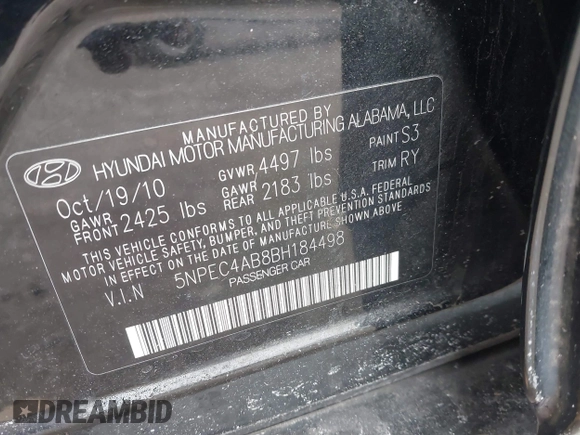 MANUFACTURED BY
HYUNDAI MOTOR MANUFACTURING ALABAMA, LLC
Oct/19/10 GVWR 4497 lbs PAINT S3
GAWR FRONT 2425 lbs GAWR REAR 2183 lbs TRIM RY
THIS VEHICLE CONFORMS TO ALL APPLICABLE U.S.A. FEDERAL
MOTOR VEHICLE SAFETY, BUMPER, AND THEFT PREVENTION STANDARDS
IN EFFECT ON THE DATE OF MANUFACTURE SHOWN ABOVE.
V.I.N 5NPEC4AB8BH184498
PASSENGER CAR
DREAMBID